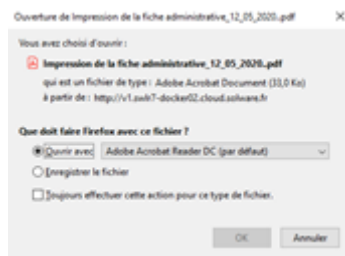 Ouverture de Impression de la fiche administrative_12_05_2020..pdf
Vous avez choisi d'ouvrir :
Impression de la fiche administrative_12_05_2020..pdf
qui est un fichier de type : Adobe Acrobat Document (33,0 Ko)
à partir de : http://v1.swlr7-docker02.cloud.solware.fr
Que doit faire Firefox avec ce fichier ?
Ouvrir avec Adobe Acrobat Reader DC (par défaut)
Enregistrer le fichier
Toujours effectuer cette action pour ce type de fichier.
OK Annuler